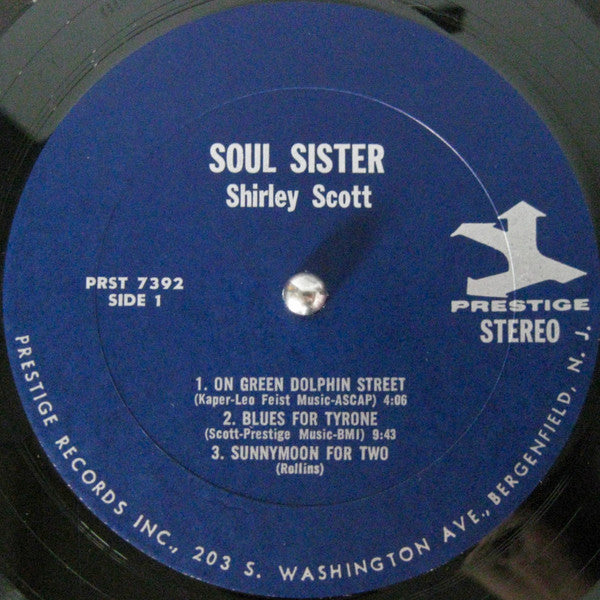 SOUL SISTER
Shirley Scott
PRST 7392
SIDE 1
PRESTIGE
STEREO
1. ON GREEN DOLPHIN STREET
(Kaper-Leo Feist Music-ASCAP) 4:06
2. BLUES FOR TYRONE
(Scott-Prestige Music-BMI) 9:43
3. SUNNYMOON FOR TWO
(Rollins)
PRESTIGE RECORDS INC., 203 S. WASHINGTON AVE., BERGENFIELD, N. J.